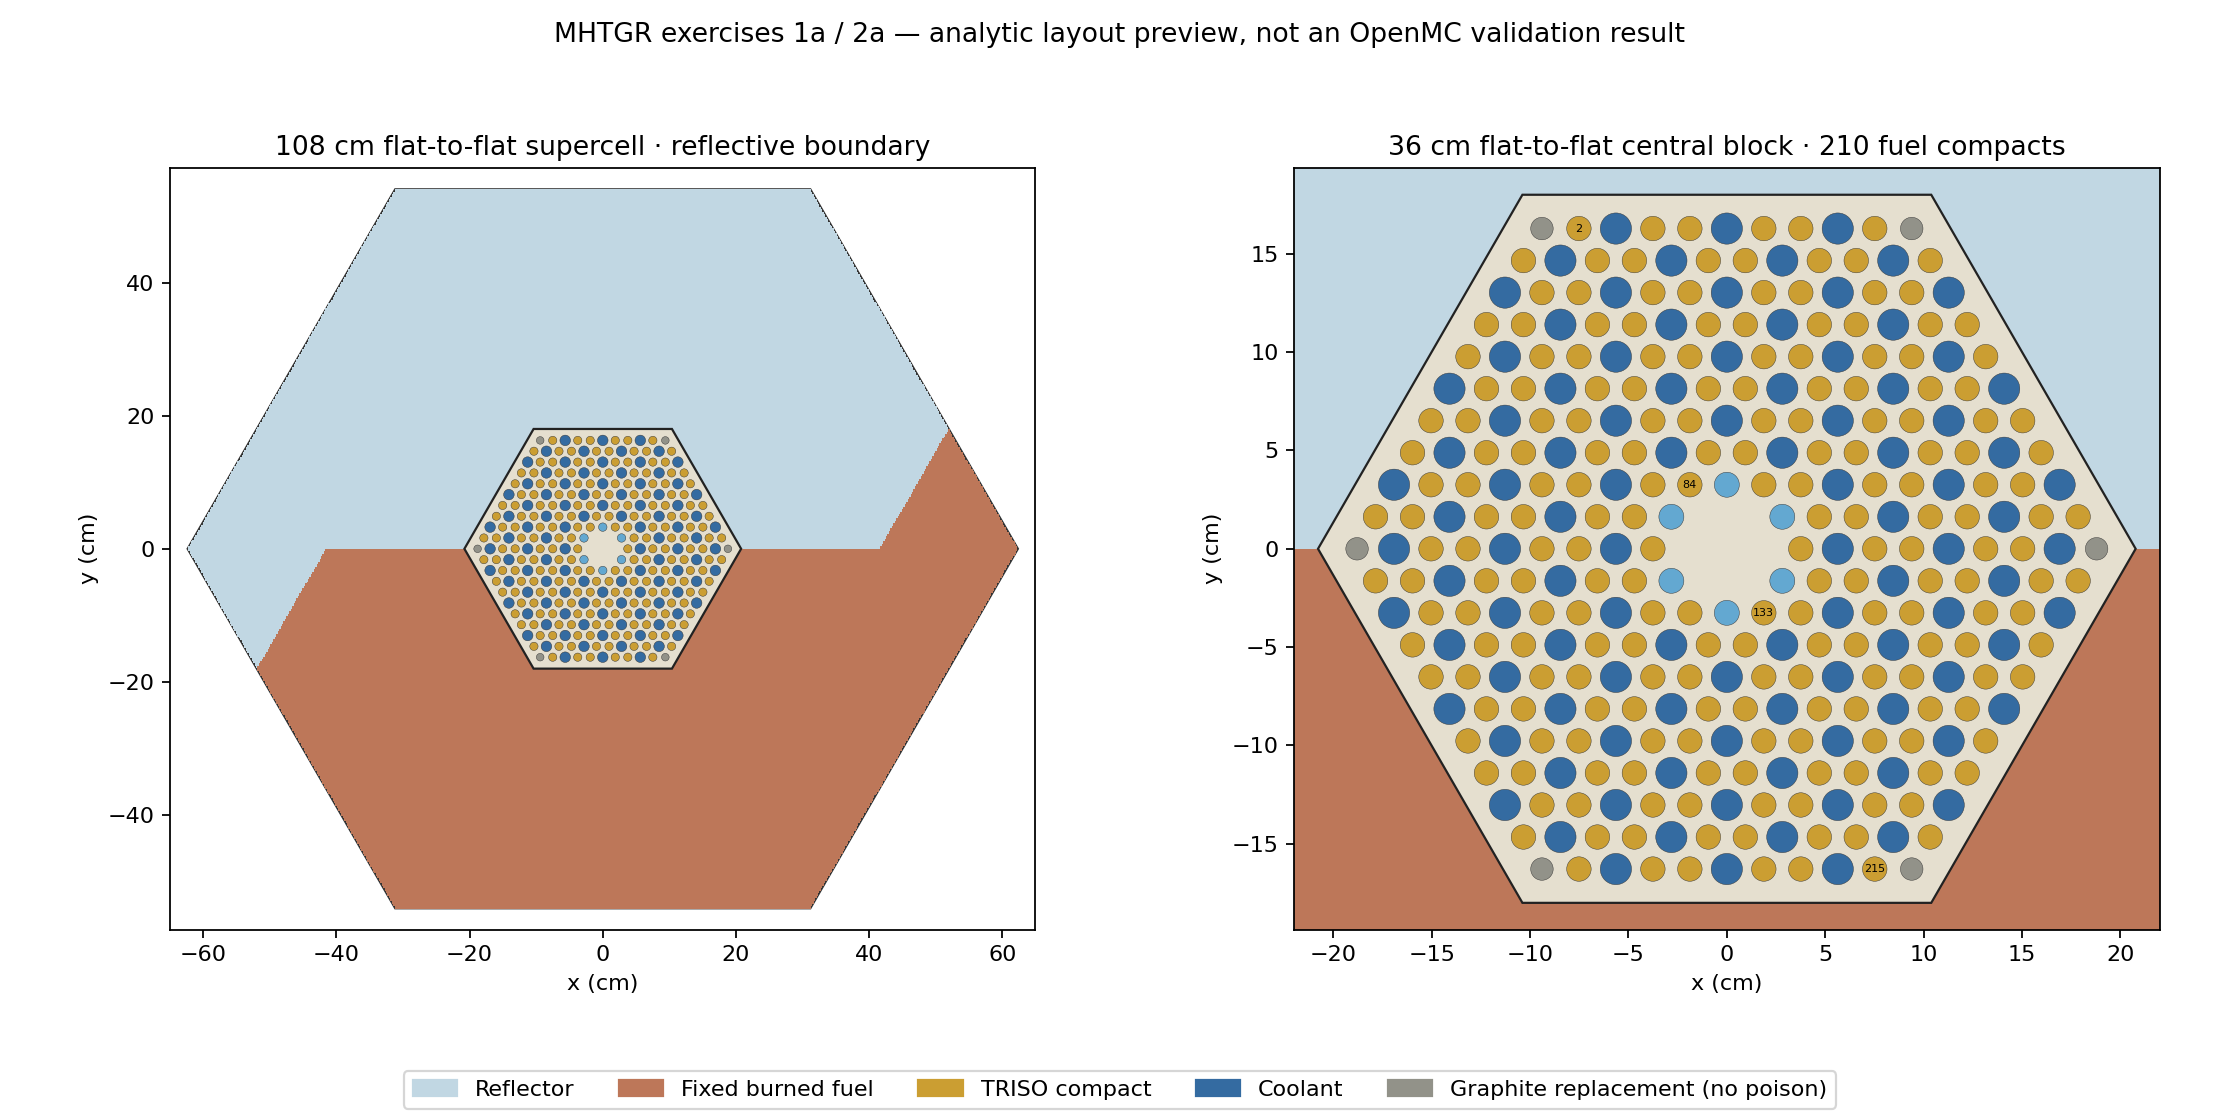 MHTGR exercises 1a / 2a — analytic layout preview, not an OpenMC validation result
108 cm flat-to-flat supercell · reflective boundary
40
20
0
−20
−40
y (cm)
−60
−40
−20
0
20
40
60
x (cm)
36 cm flat-to-flat central block · 210 fuel compacts
15
10
5
0
−5
−10
−15
y (cm)
2
84
133
215
−20
−15
−10
−5
0
5
10
15
20
x (cm)
Reflector
Fixed burned fuel
TRISO compact
Coolant
Graphite replacement (no poison)